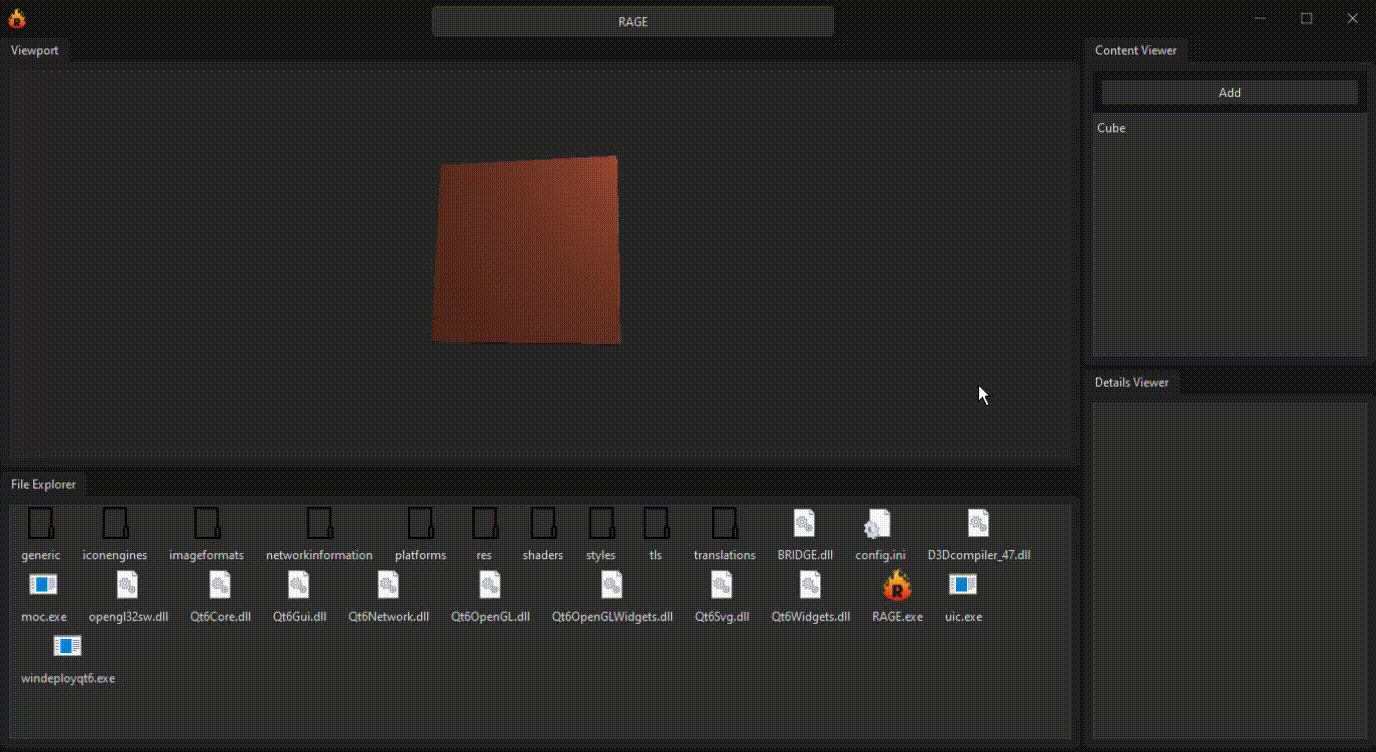 RAGE
Viewport
Content Viewer
Add
Cube
Details Viewer
File Explorer
generic iconengines imageformats networkinformation platforms res shaders styles tls translations BRIDGE.dll config.ini D3Dcompiler_47.dll
moc.exe opengl32sw.dll Qt6Core.dll Qt6Gui.dll Qt6Network.dll Qt6OpenGL.dll Qt6OpenGLWidgets.dll Qt6Svg.dll Qt6Widgets.dll RAGE.exe uic.exe
windeployqt6.exe